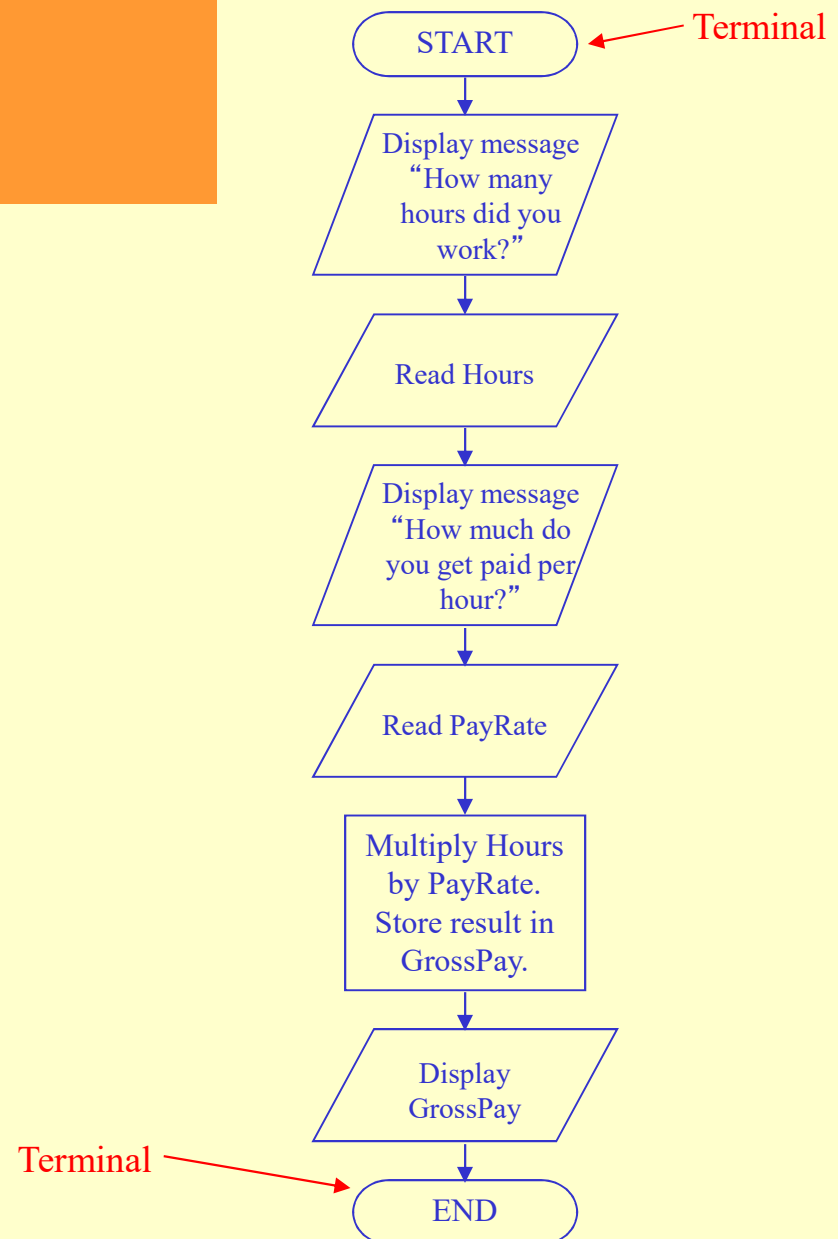 START
Terminal
Display message
“How many
hours did you
work?”
Read Hours
Display message
“How much do
you get paid per
hour?”
Read PayRate
Multiply Hours
by PayRate.
Store result in
GrossPay.
Display
GrossPay
Terminal
END